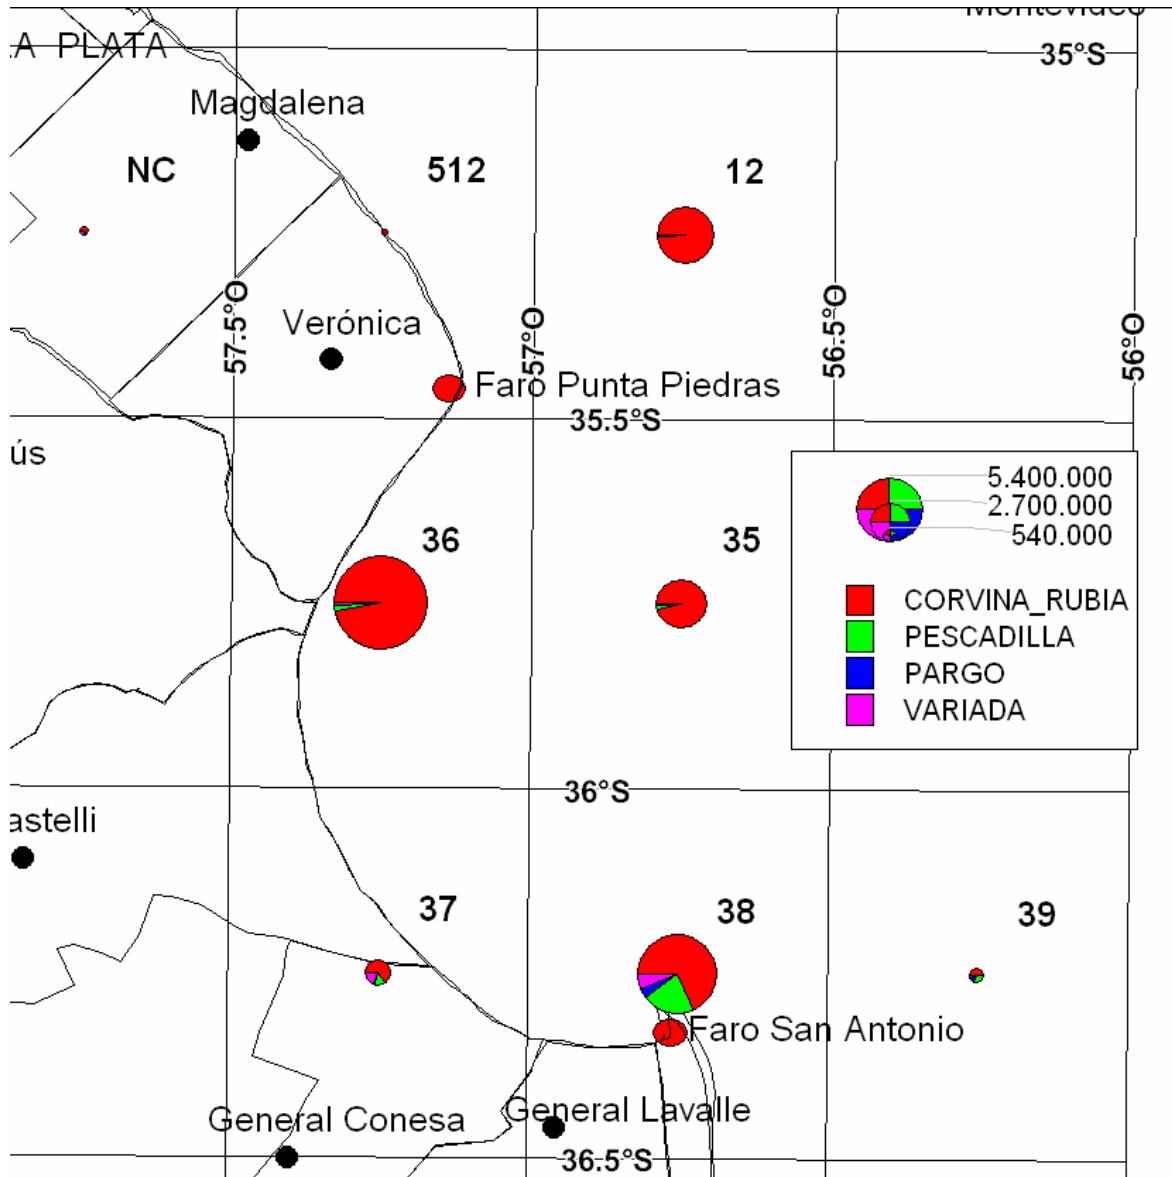 Montevideo
LA PLATA
35°S
Magdalena
NC
512
12
57.5°O
57°O
56.5°O
56°O
Verónica
Faro Punta Piedras
35.5°S
ús
5.400.000
2.700.000
540.000
36
35
CORVINA_RUBIA
PESCADILLA
PARGO
VARIADA
36°S
astelli
37
38
39
Faro San Antonio
General Conesa
General Lavalle
36.5°S